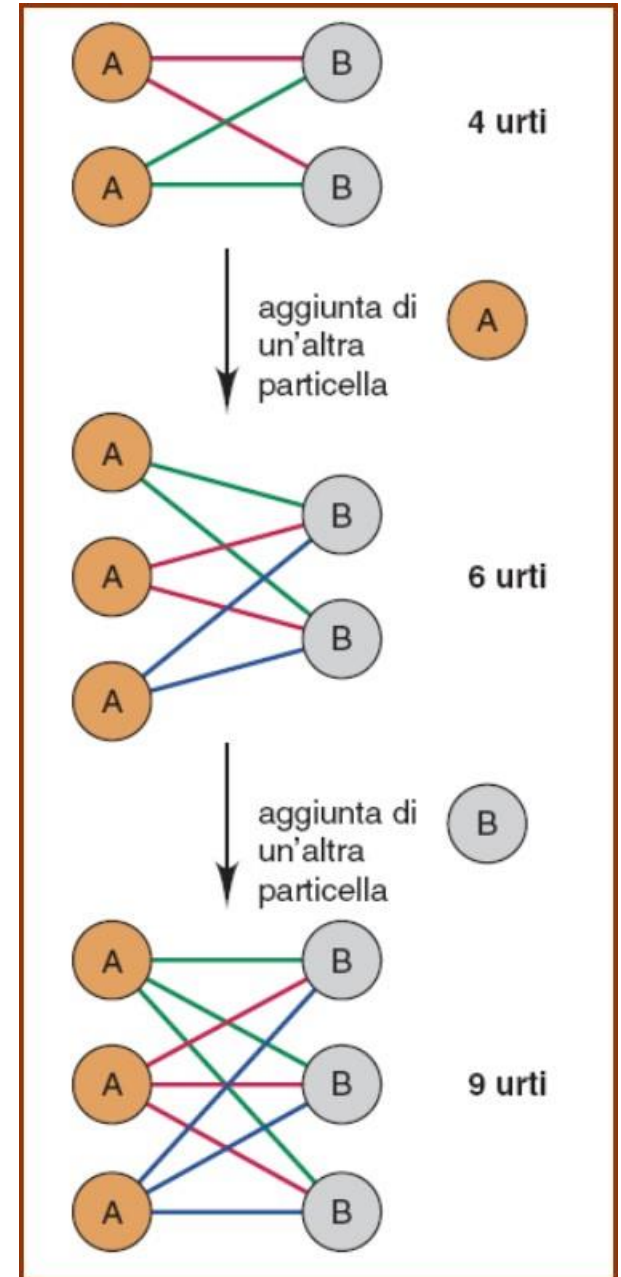 A B
4 urti
A B
aggiunta di
un'altra
particella
A
A
B
A
6 urti
B
A
aggiunta di
un'altra
particella
B
A B
A B
9 urti
A B